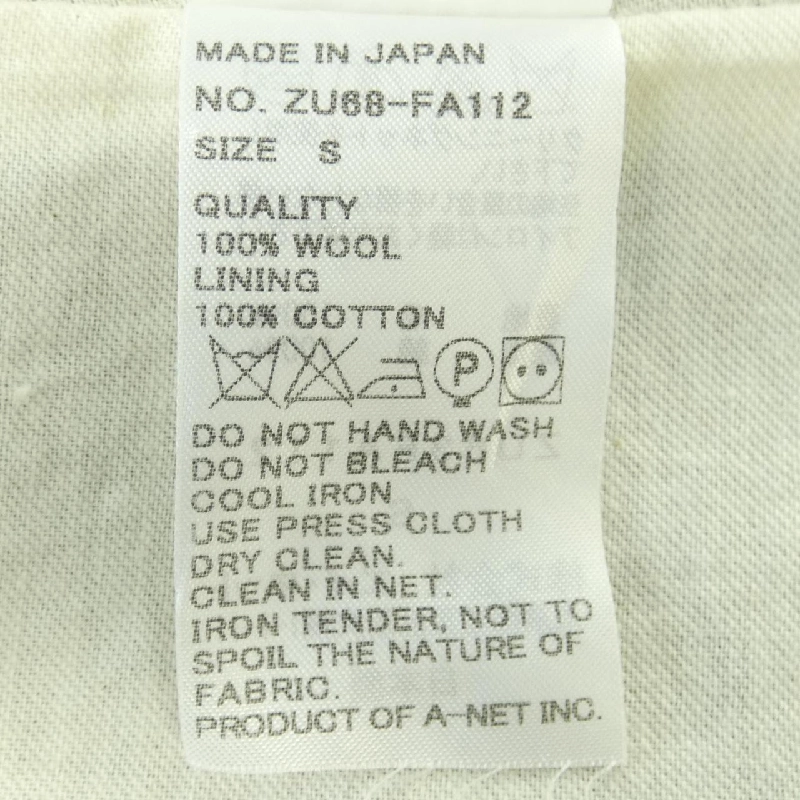 MADE IN JAPAN
NO. ZU68-FA112
SIZE S
QUALITY
100% WOOL
LINING
100% COTTON
P
DO NOT HAND WASH
DO NOT BLEACH
COOL IRON
USE PRESS CLOTH
DRY CLEAN.
CLEAN IN NET.
IRON TENDER, NOT TO
SPOIL THE NATURE OF
FABRIC.
PRODUCT OF A-NET INC.